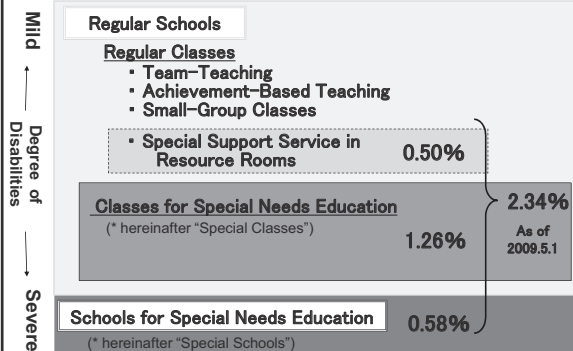 Mild
Degree of
Disabilities
Severe
Regular Schools
Regular Classes
・Team-Teaching
・Achievement-Based Teaching
・Small-Group Classes
・Special Support Service in
Resource Rooms
0.50%
Classes for Special Needs Education
(* hereinafter “Special Classes”)
1.26%
2.34%
As of
2009.5.1
Schools for Special Needs Education
0.58%
(* hereinafter “Special Schools”)